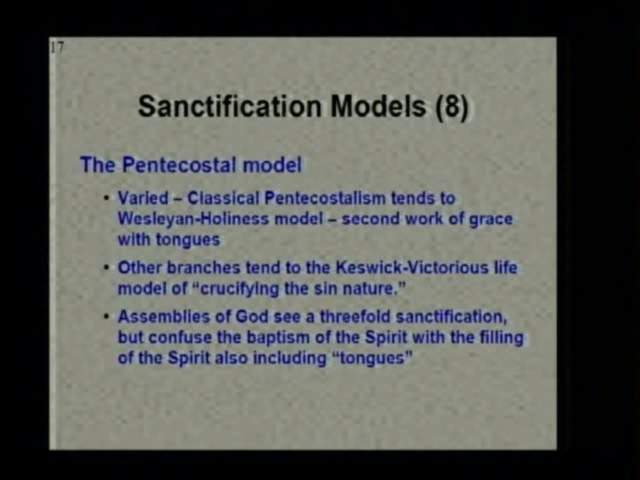 17
Sanctification Models (8)
The Pentecostal model
• Varied – Classical Pentecostalism tends to
Wesleyan-Holiness model – second work of grace
with tongues
• Other branches tend to the Keswick-Victorious life
model of “crucifying the sin nature.”
• Assemblies of God see a threefold sanctification,
but confuse the baptism of the Spirit with the filling
of the Spirit also including “tongues”